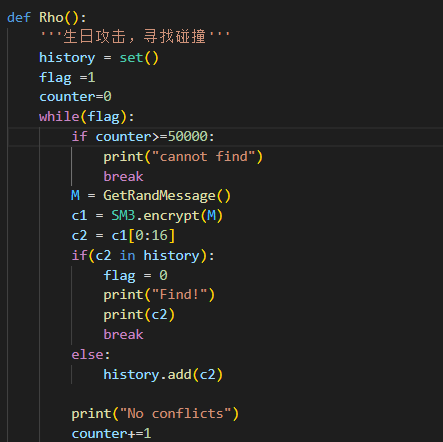 def Rho():
    '''生日攻击，寻找碰撞'''
    history = set()
    flag =1
    counter=0
    while(flag):
        if counter>=50000:
            print("cannot find")
            break
        M = GetRandMessage()
        c1 = SM3.encrypt(M)
        c2 = c1[0:16]
        if(c2 in history):
            flag = 0
            print("Find!")
            print(c2)
            break
        else:
            history.add(c2)
        print("No conflicts")
        counter+=1